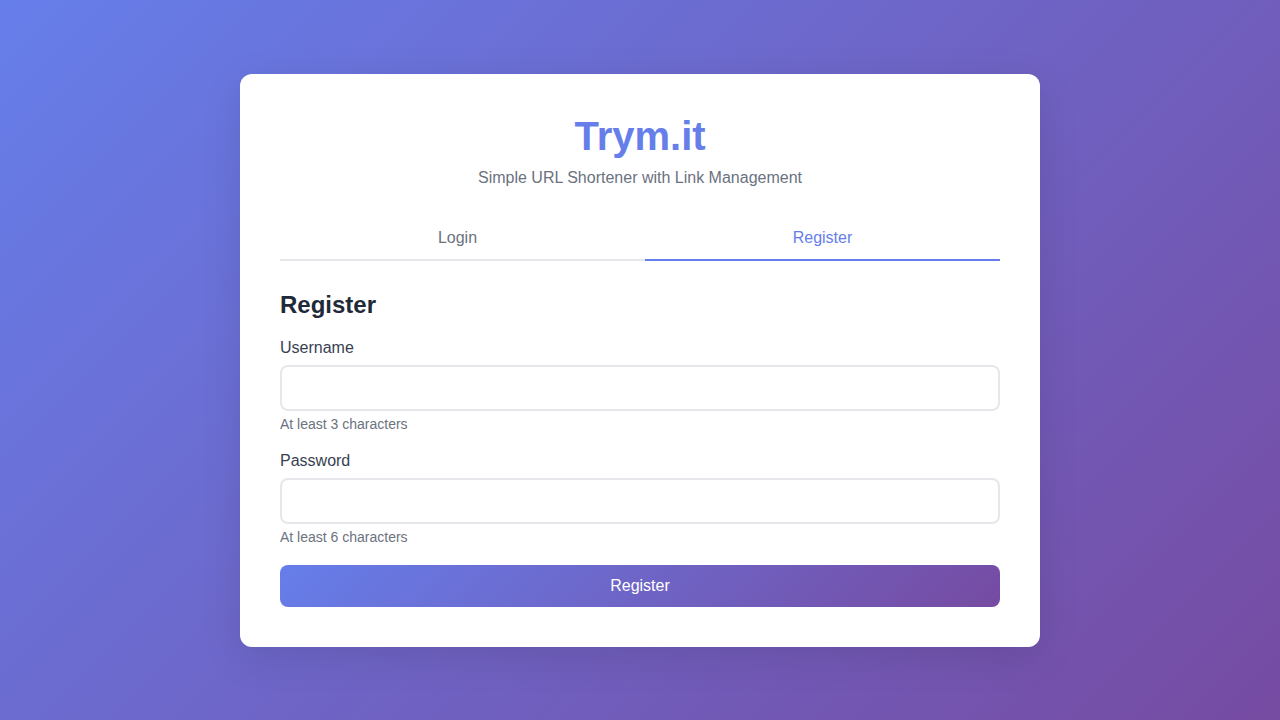 Trym.it
Simple URL Shortener with Link Management
Login
Register
Register
Username
At least 3 characters
Password
At least 6 characters
Register